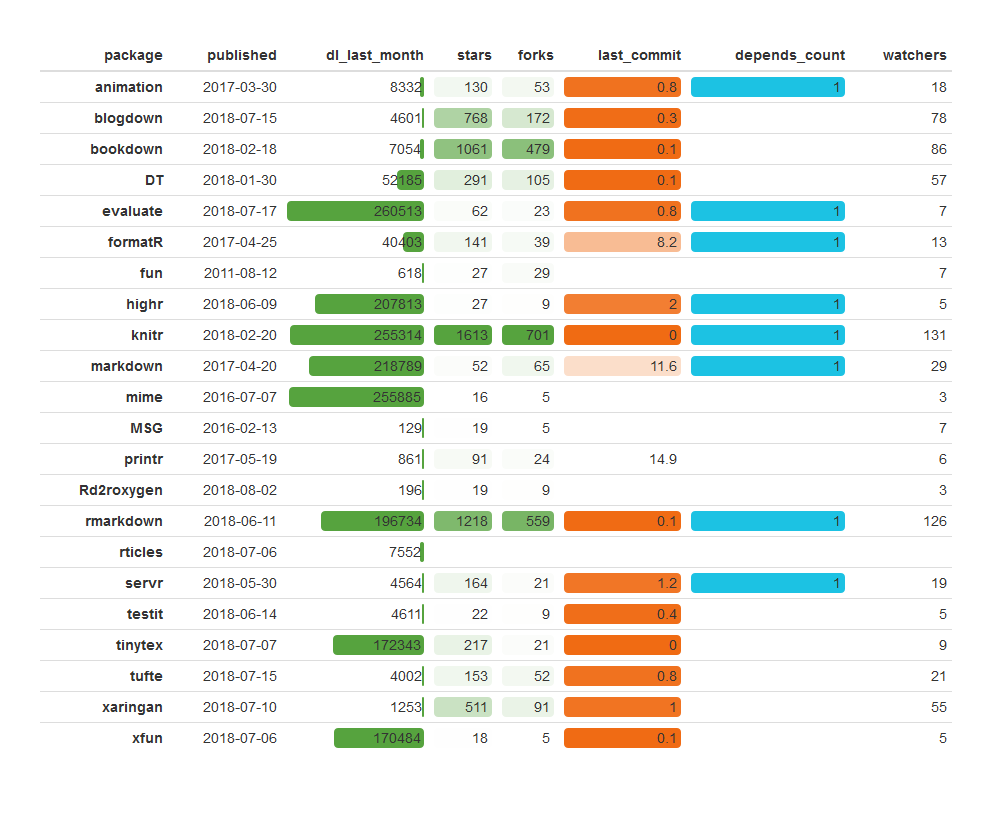 package published dl_last_month stars forks last_commit depends_count watchers
animation 2017-03-30 8332 130 53 0.8 1 18
blogdown 2018-07-15 4601 768 172 0.3 78
bookdown 2018-02-18 7054 1061 479 0.1 86
DT 2018-01-30 52185 291 105 0.1 57
evaluate 2018-07-17 260513 62 23 0.8 1 7
formatR 2017-04-25 40403 141 39 8.2 1 13
fun 2011-08-12 618 27 29 7
highr 2018-06-09 207813 27 9 2 1 5
knitr 2018-02-20 255314 1613 701 0 1 131
markdown 2017-04-20 218789 52 65 11.6 1 29
mime 2016-07-07 255885 16 5 3
MSG 2016-02-13 129 19 5 7
printr 2017-05-19 861 91 24 14.9 6
Rd2roxygen 2018-08-02 196 19 9 3
rmarkdown 2018-06-11 196734 1218 559 0.1 1 126
rticles 2018-07-06 7552
servr 2018-05-30 4564 164 21 1.2 1 19
testit 2018-06-14 4611 22 9 0.4 5
tinytex 2018-07-07 172343 217 21 0 9
tufte 2018-07-15 4002 153 52 0.8 21
xaringan 2018-07-10 1253 511 91 1 55
xfun 2018-07-06 170484 18 5 0.1 5